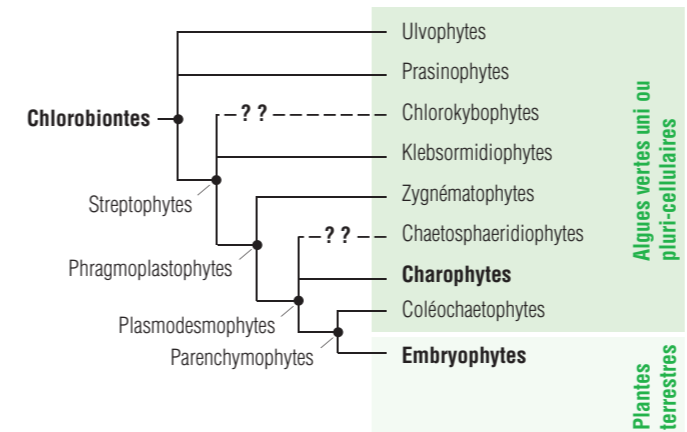 Ulvophytes
Prasinophytes
Chlorobiontes
? ?
Chlorokybophytes
Klebsormidiophytes
Streptophytes
Zygnématophytes
? ?
Chaetosphaeridiophytes
Phragmoplastophytes
Charophytes
Coléochaetophytes
Plasmodesmophytes
Parenchymophytes
Embryophytes
Algues vertes uni ou
pluri-cellulaires
Plantes
terrestres